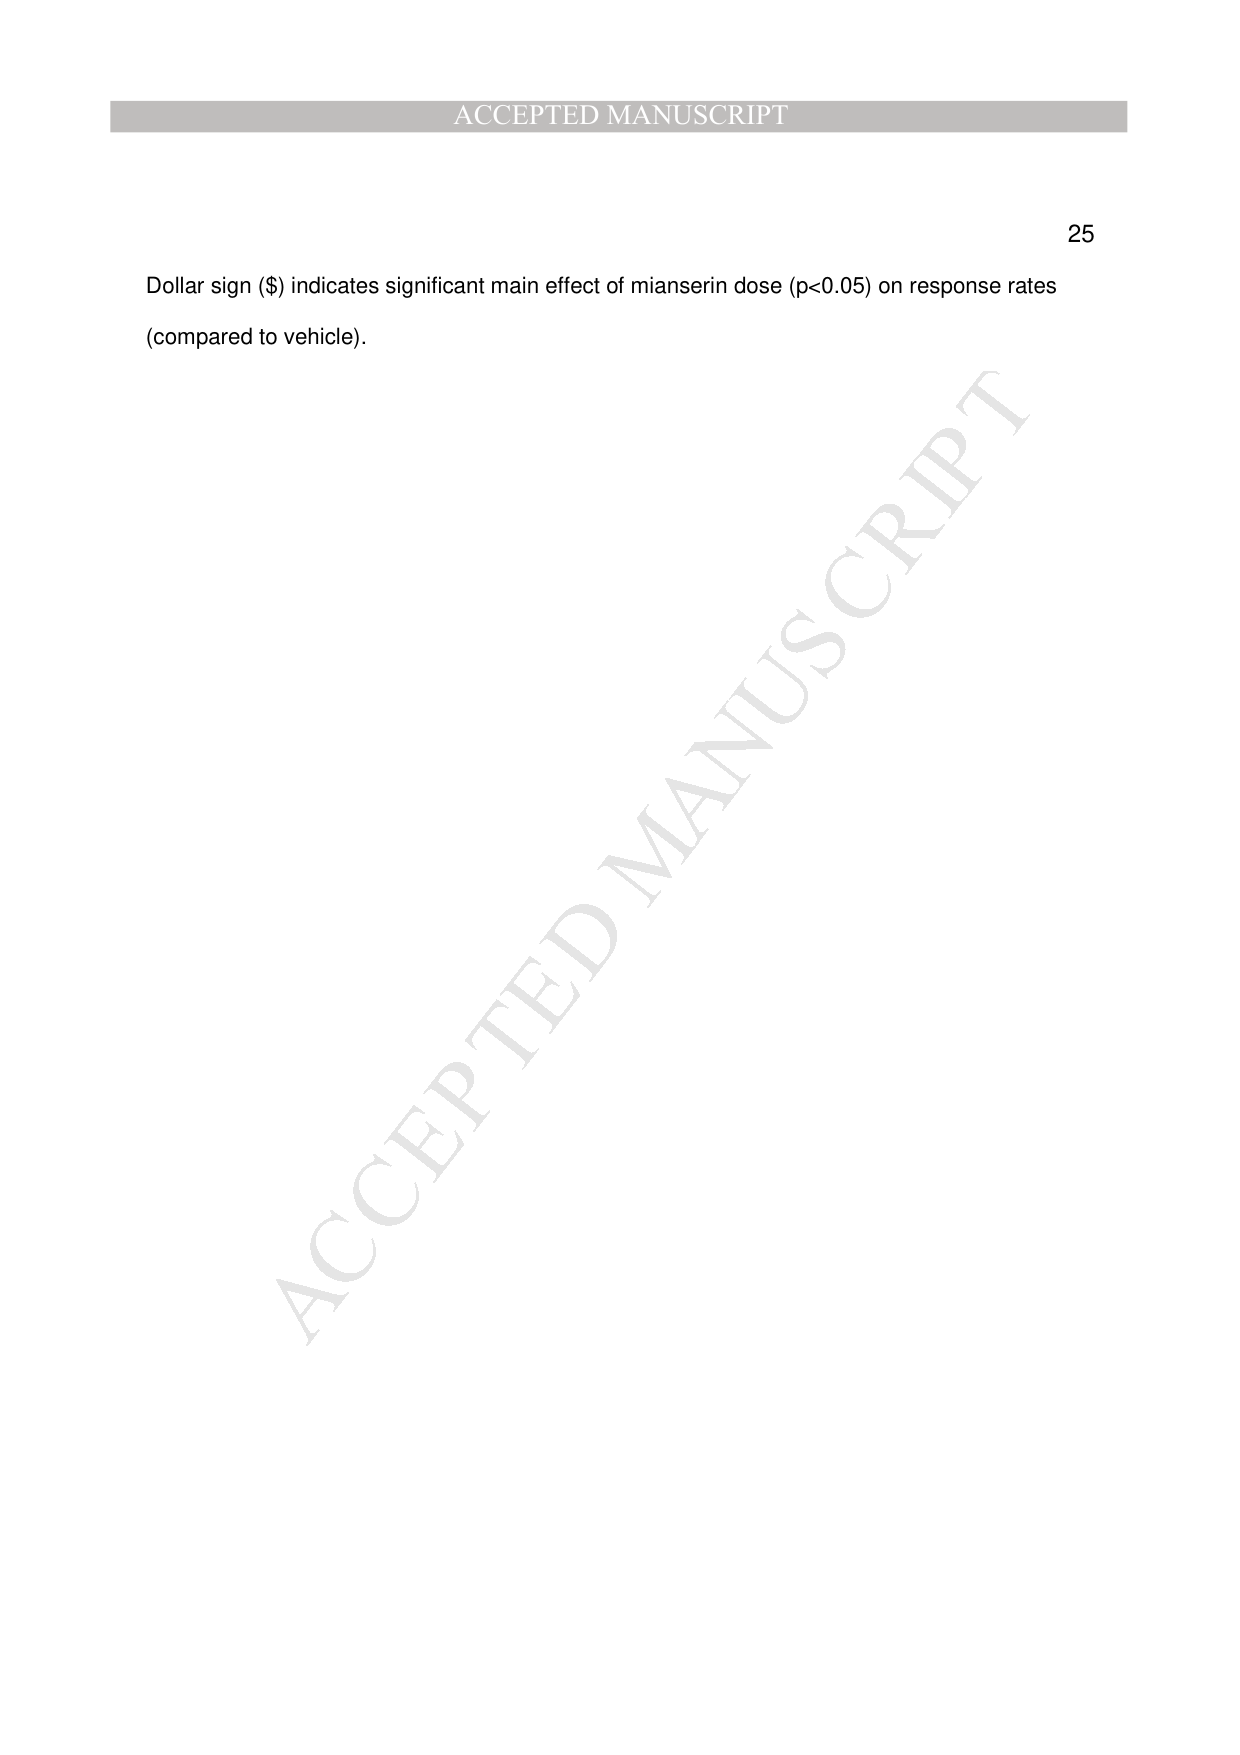 ACCEPTED MANUSCRIPT
25
Dollar sign ($) indicates significant main effect of mianserin dose (p<0.05) on response rates
(compared to vehicle).
ACCEPTED MANUSCRIPT